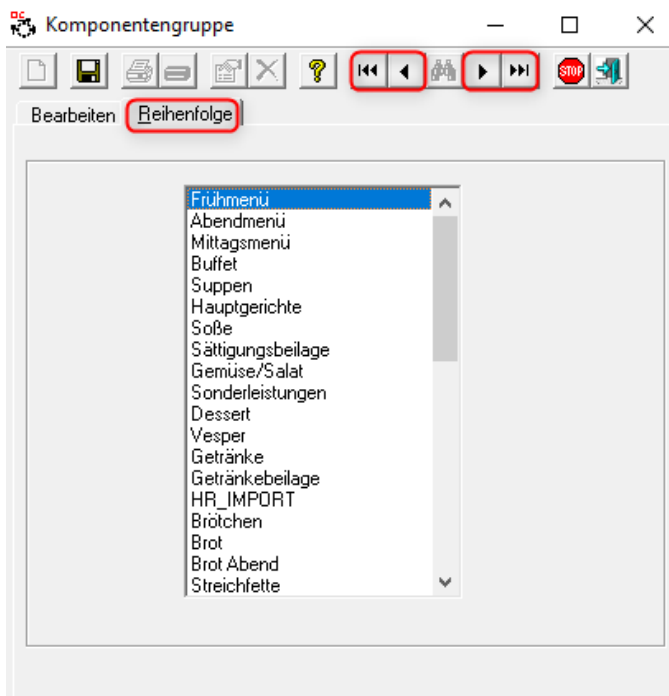 Komponentengruppe
STOP
Bearbeiten Reihenfolge
Frühmenü
Abendmenü
Mittagsmenü
Buffet
Suppen
Hauptgerichte
Soße
Sättigungsbeilage
Gemüse/Salat
Sonderleistungen
Dessert
Vesper
Getränke
Getränkebeilage
HR_IMPORT
Brötchen
Brot
Brot Abend
Streichfette